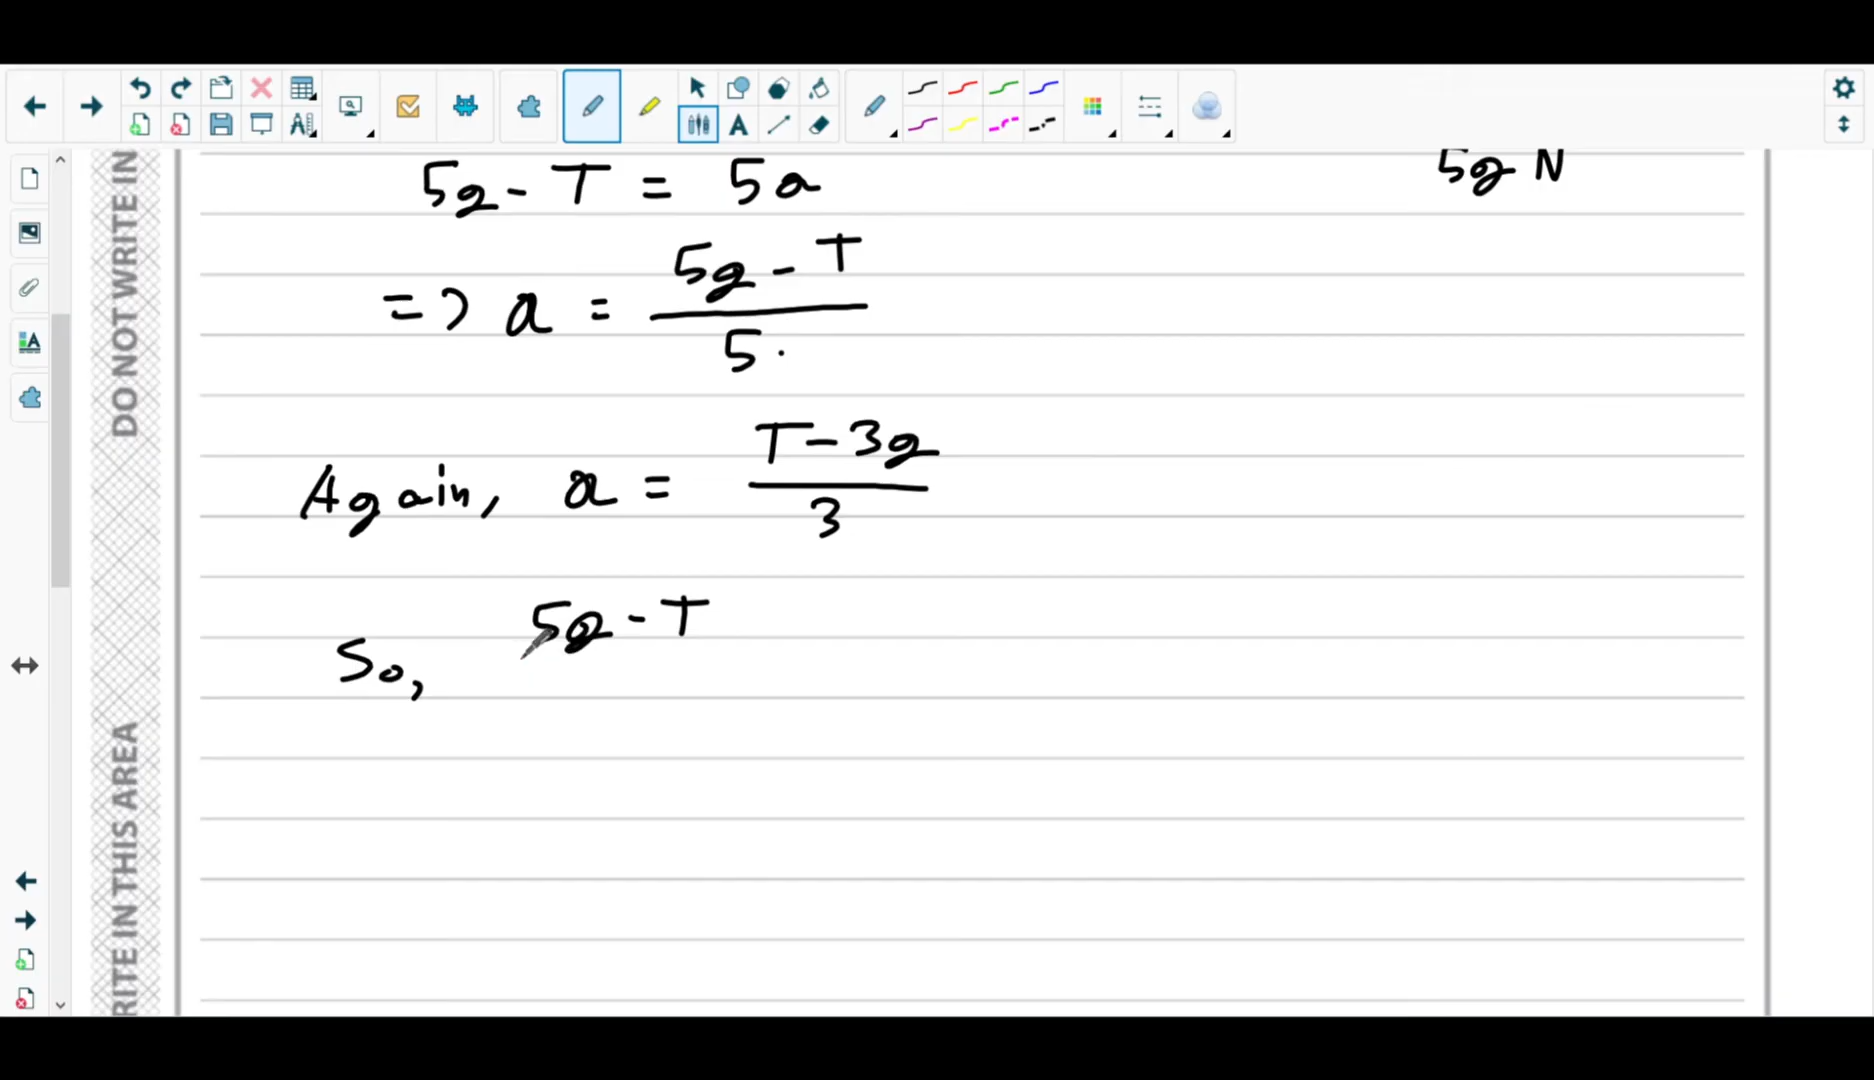 5g - T = 5a
5g N
=> a = 5g - T / 5 .
Again, a = T - 3g / 3
So, 5g - T
DO NOT WRITE IN
RITE IN THIS AREA